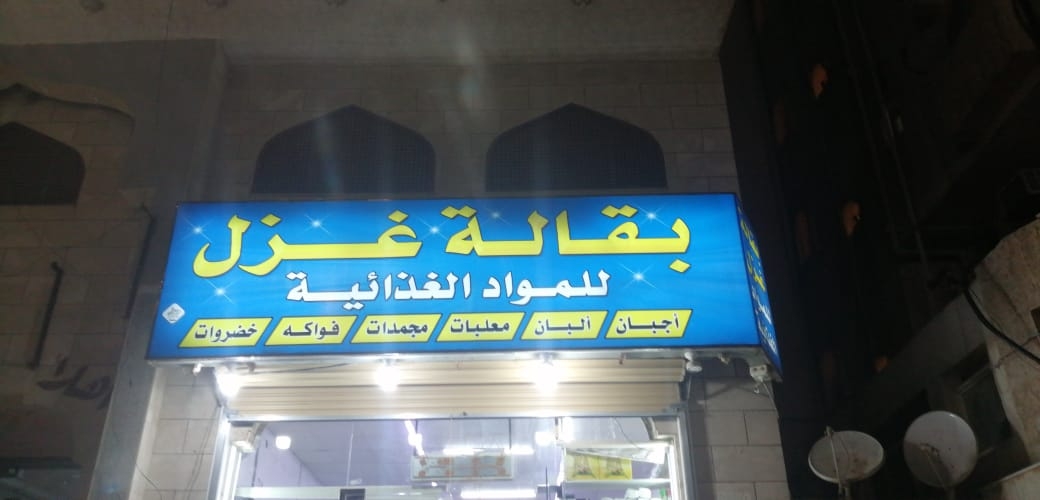 بقالة غزل
للمواد الغذائية
أجبان ألبان معلبات مجمدات فواكه خضروات